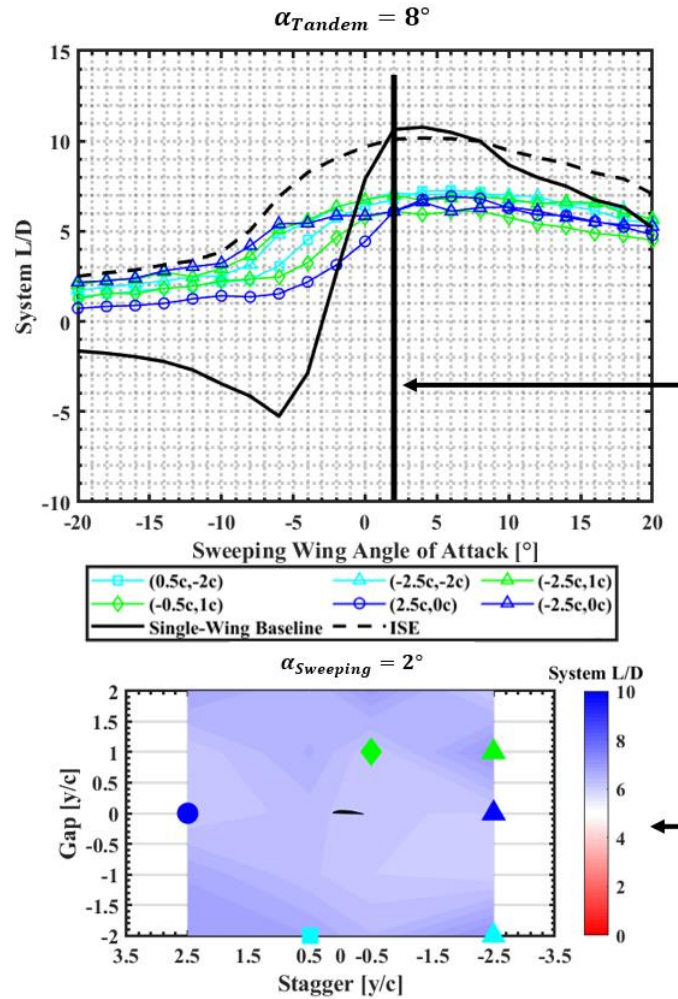 α_Tandem = 8°
15
10
5
0
-5
-10
System L/D
-20 -15 -10 -5 0 5 10 15 20
Sweeping Wing Angle of Attack [°]
(0.5c,-2c) (-2.5c,-2c) (-2.5c,1c)
(-0.5c,1c) (2.5c,0c) (-2.5c,0c)
Single-Wing Baseline ISE
α_Sweeping = 2°
System L/D
2
1.5
1
0.5
0
-0.5
-1
-1.5
-2
Gap [y/c]
3.5 2.5 1.5 0.5 0 -0.5 -1.5 -2.5 -3.5
Stagger [y/c]
10
8
6
4
2
0